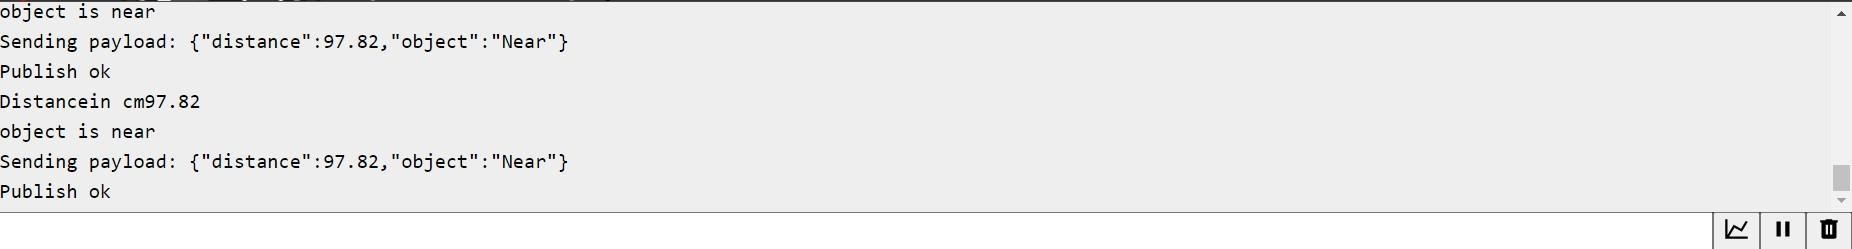 object is near
Sending payload: {"distance":97.82,"object":"Near"}
Publish ok
Distancein cm97.82
object is near
Sending payload: {"distance":97.82,"object":"Near"}
Publish ok